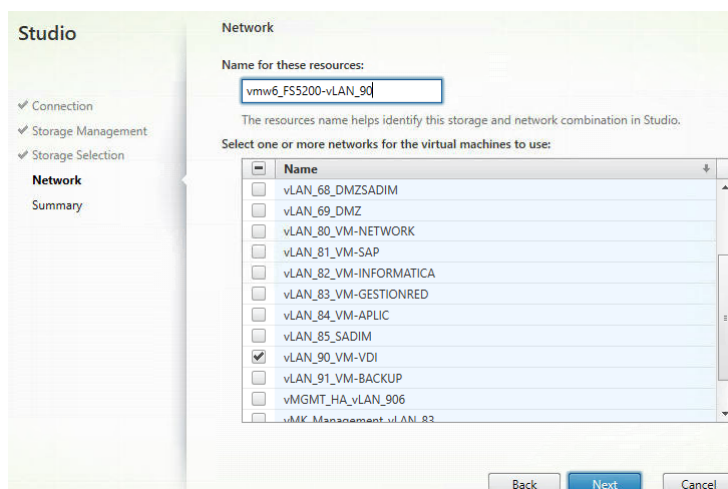 Studio
Connection
Storage Management
Storage Selection
Network
Summary
Network
Name for these resources:
vmw6_FS5200-vLAN_90
The resources name helps identify this storage and network combination in Studio.
Select one or more networks for the virtual machines to use:
Name
vLAN_68_DMZSADIM
vLAN_69_DMZ
vLAN_80_VM-NETWORK
vLAN_81_VM-SAP
vLAN_82_VM-INFORMATICA
vLAN_83_VM-GESTIONRED
vLAN_84_VM-APLIC
vLAN_85_SADIM
vLAN_90_VM-VDI
vLAN_91_VM-BACKUP
vMGMT_HA_vLAN_906
vMK_Management_vLAN_83
Back Next Cancel